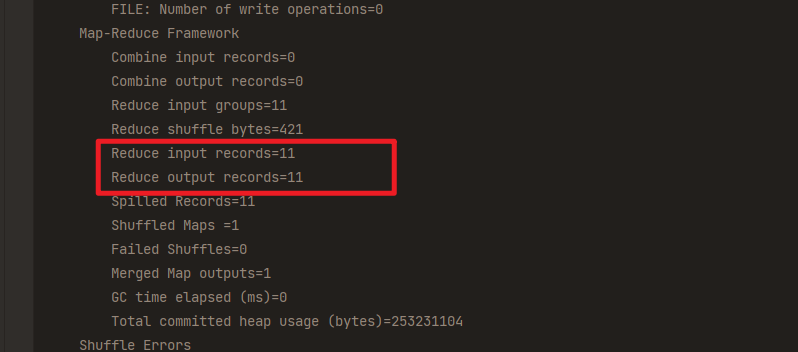 FILE: Number of write operations=0
Map-Reduce Framework
Combine input records=0
Combine output records=0
Reduce input groups=11
Reduce shuffle bytes=421
Reduce input records=11
Reduce output records=11
Spilled Records=11
Shuffled Maps =1
Failed Shuffles=0
Merged Map outputs=1
GC time elapsed (ms)=0
Total committed heap usage (bytes)=253231104
Shuffle Errors